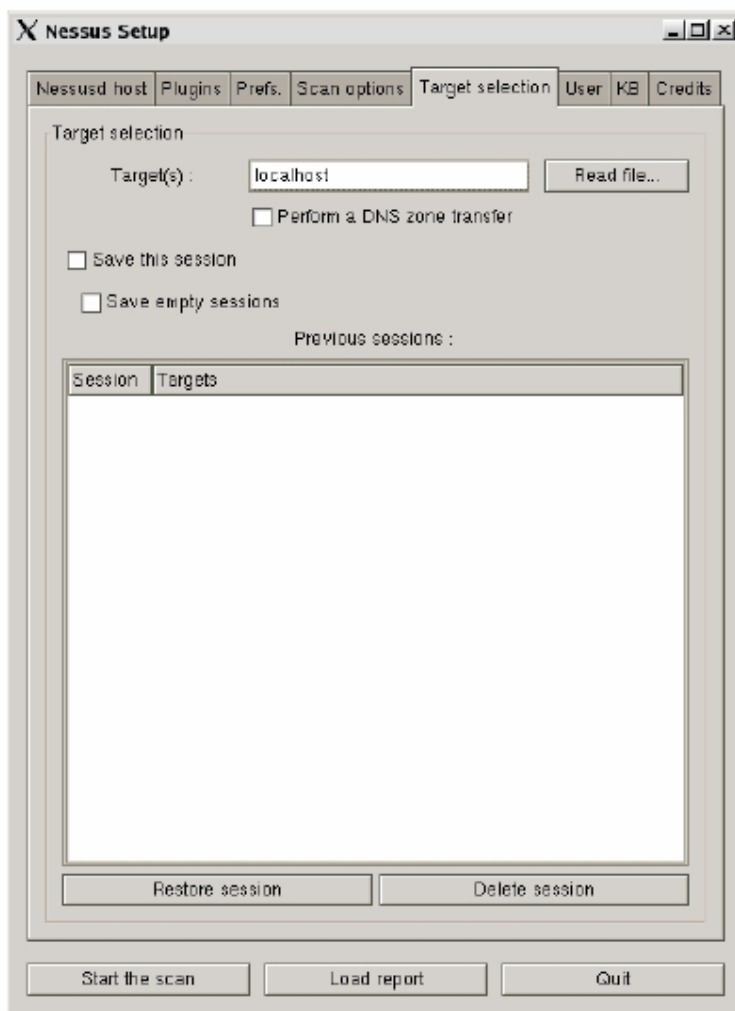 Nessus Setup
Nessusd host Plugins Prefs. Scan options Target selection User KB Credits
Target selection
Target(s) : localhost Read file...
Perform a DNS zone transfer
Save this session
Save empty sessions
Previous sessions :
Session Targets
Restore session Delete session
Start the scan Load report Quit